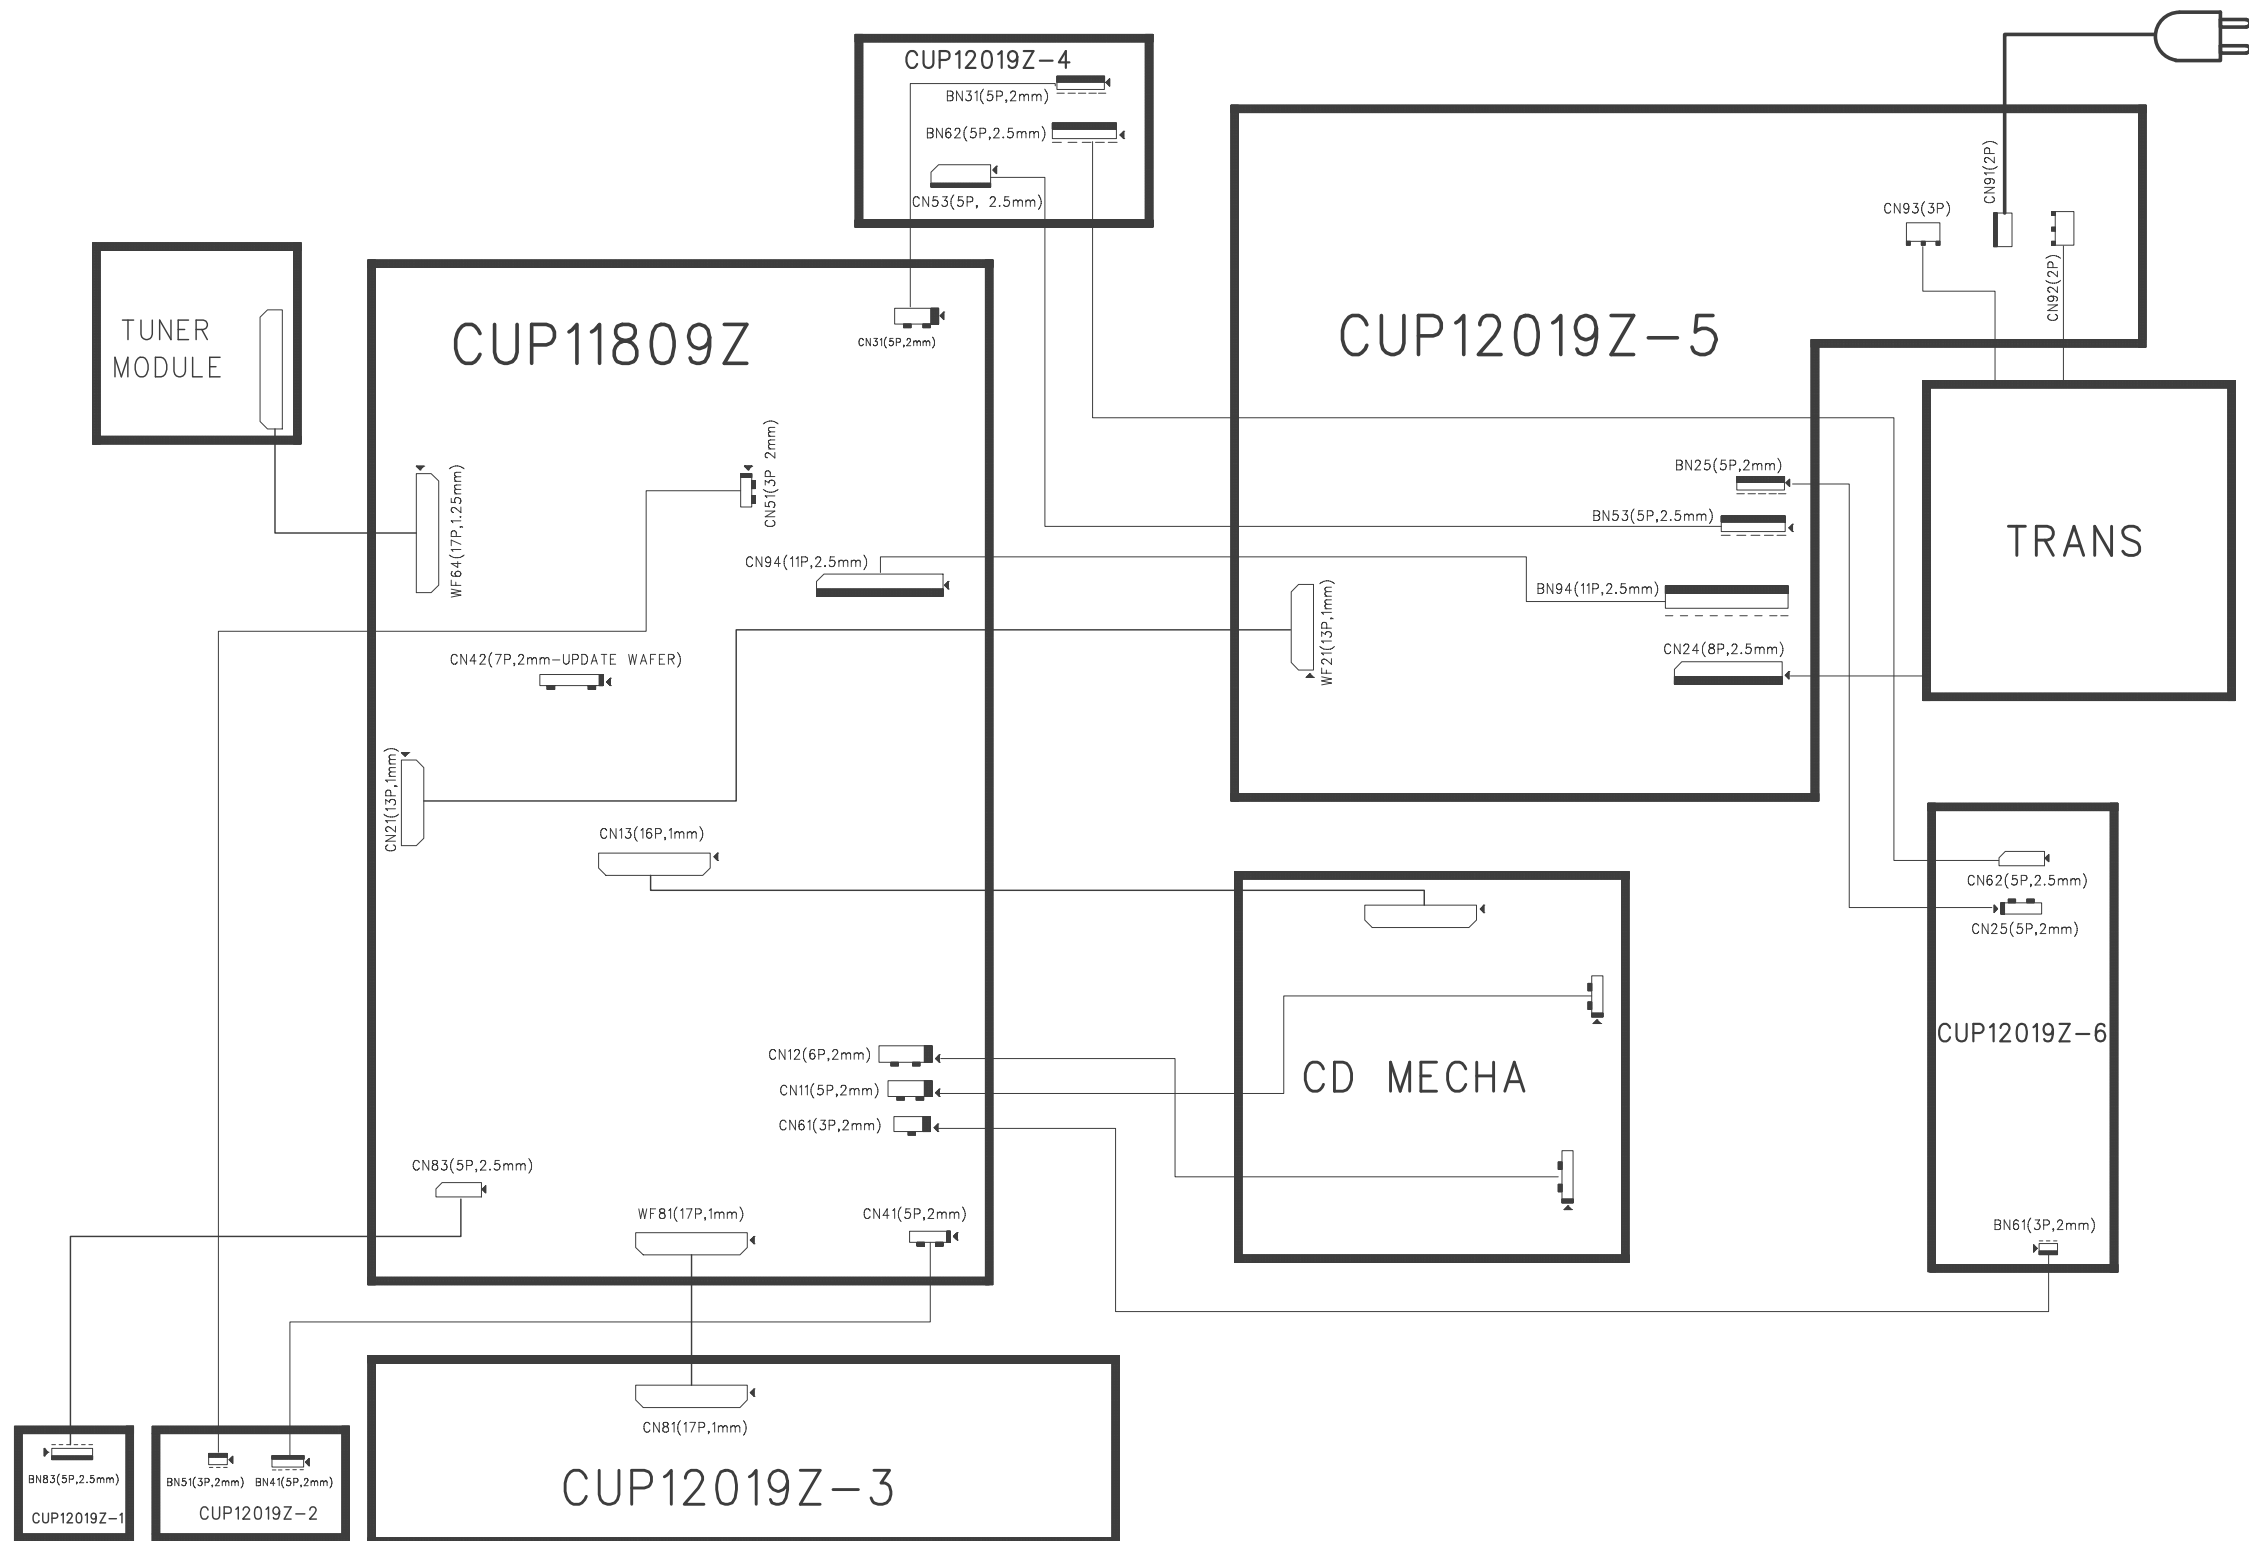 CUP12019Z-4
BN31(5P,2mm)
BN62(5P,2.5mm)
CN53(5P, 2.5mm)
CN91(2P)
CN93(3P)
CN92(2P)
TUNER
MODULE
CUP11809Z
CN31(5P,2mm)
CUP12019Z-5
WF64(17P,1.25mm)
CN51(3P 2mm)
CN94(11P,2.5mm)
BN25(5P,2mm)
BN53(5P,2.5mm)
BN94(11P,2.5mm)
WF21(13P,1mm)
CN24(8P,2.5mm)
TRANS
CN42(7P,2mm-UPDATE WAFER)
CN21(13P,1mm)
CN13(16P,1mm)
CN62(5P,2.5mm)
CN25(5P,2mm)
CUP12019Z-6
CN12(6P,2mm)
CN11(5P,2mm)
CN61(3P,2mm)
CD MECHA
CN83(5P,2.5mm)
WF81(17P,1mm)
CN41(5P,2mm)
BN61(3P,2mm)
CN81(17P,1mm)
CUP12019Z-3
BN83(5P,2.5mm)
CUP12019Z-1
BN51(3P,2mm)
BN41(5P,2mm)
CUP12019Z-2